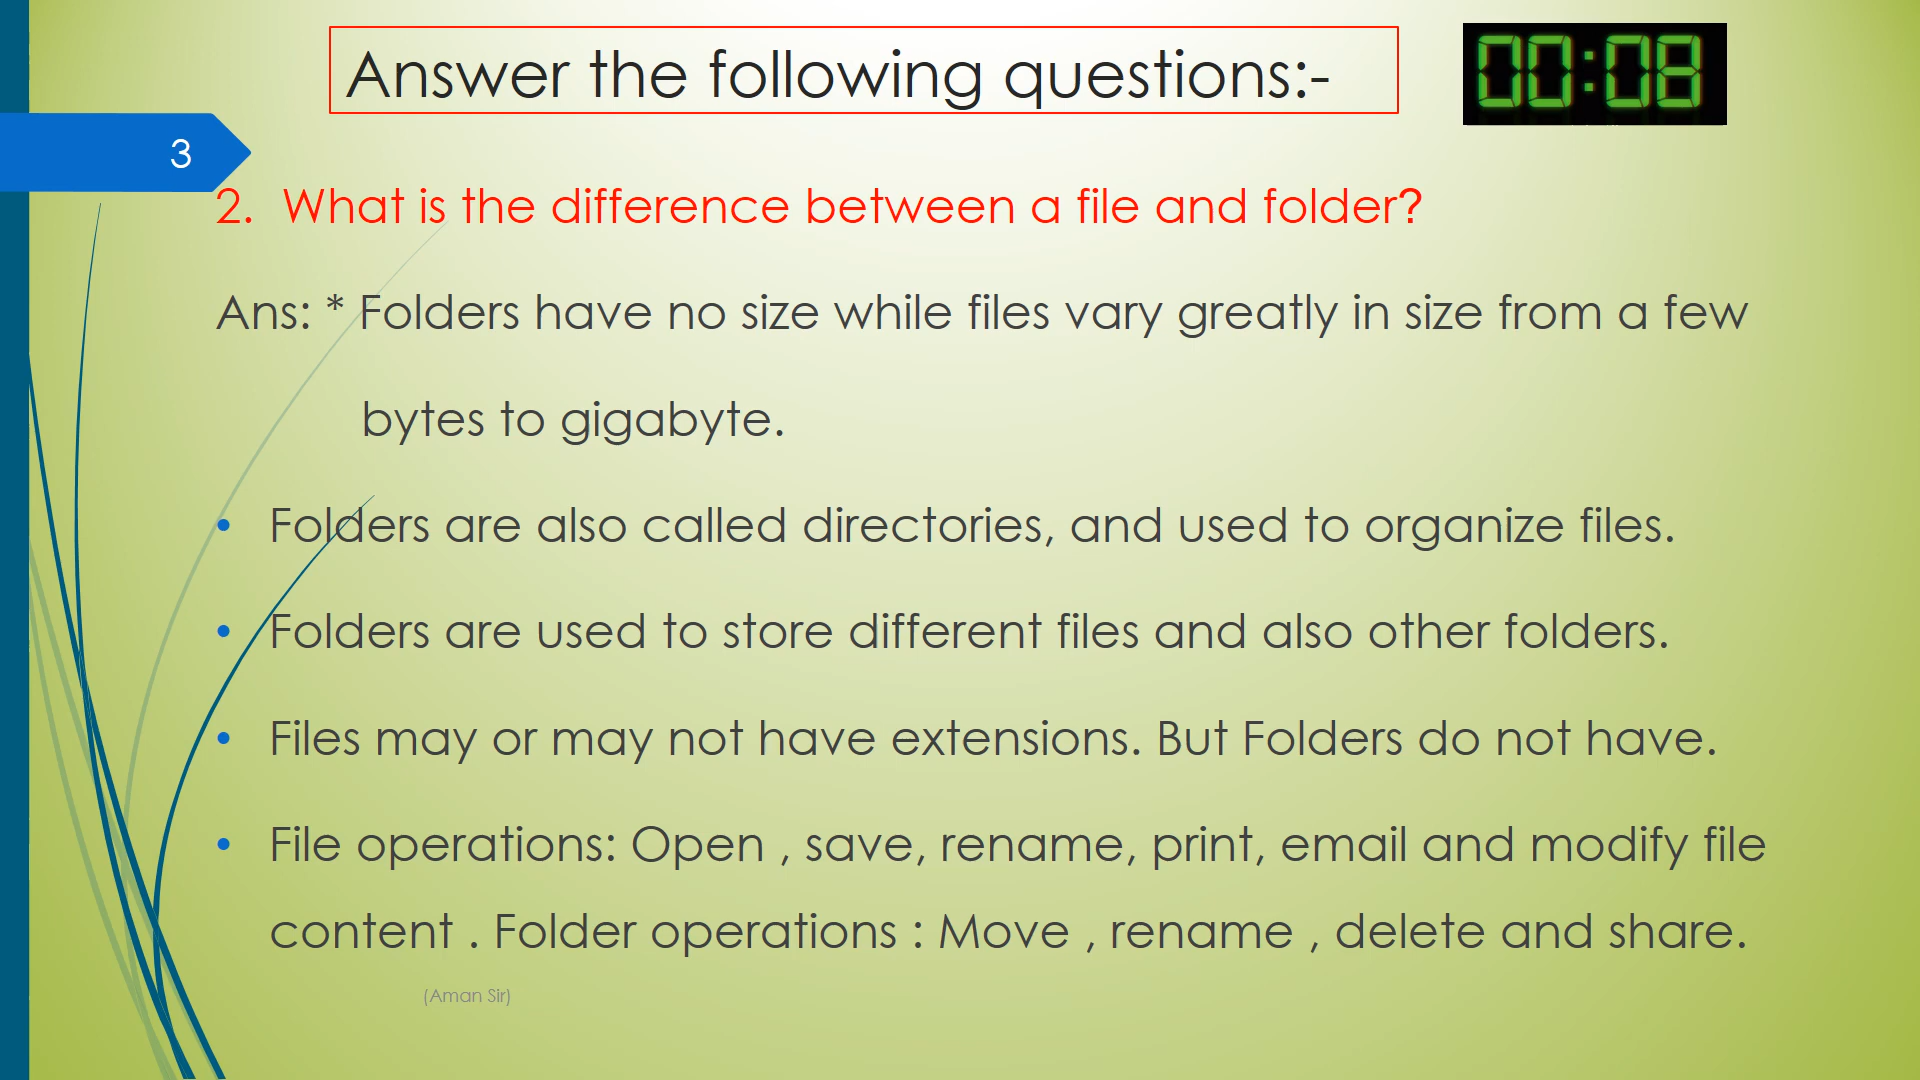 Answer the following questions:-
00:08
3
2. What is the difference between a file and folder?
Ans: * Folders have no size while files vary greatly in size from a few
bytes to gigabyte.
• Folders are also called directories, and used to organize files.
• Folders are used to store different files and also other folders.
• Files may or may not have extensions. But Folders do not have.
• File operations: Open , save, rename, print, email and modify file
content . Folder operations : Move , rename , delete and share.
(Aman Sir)